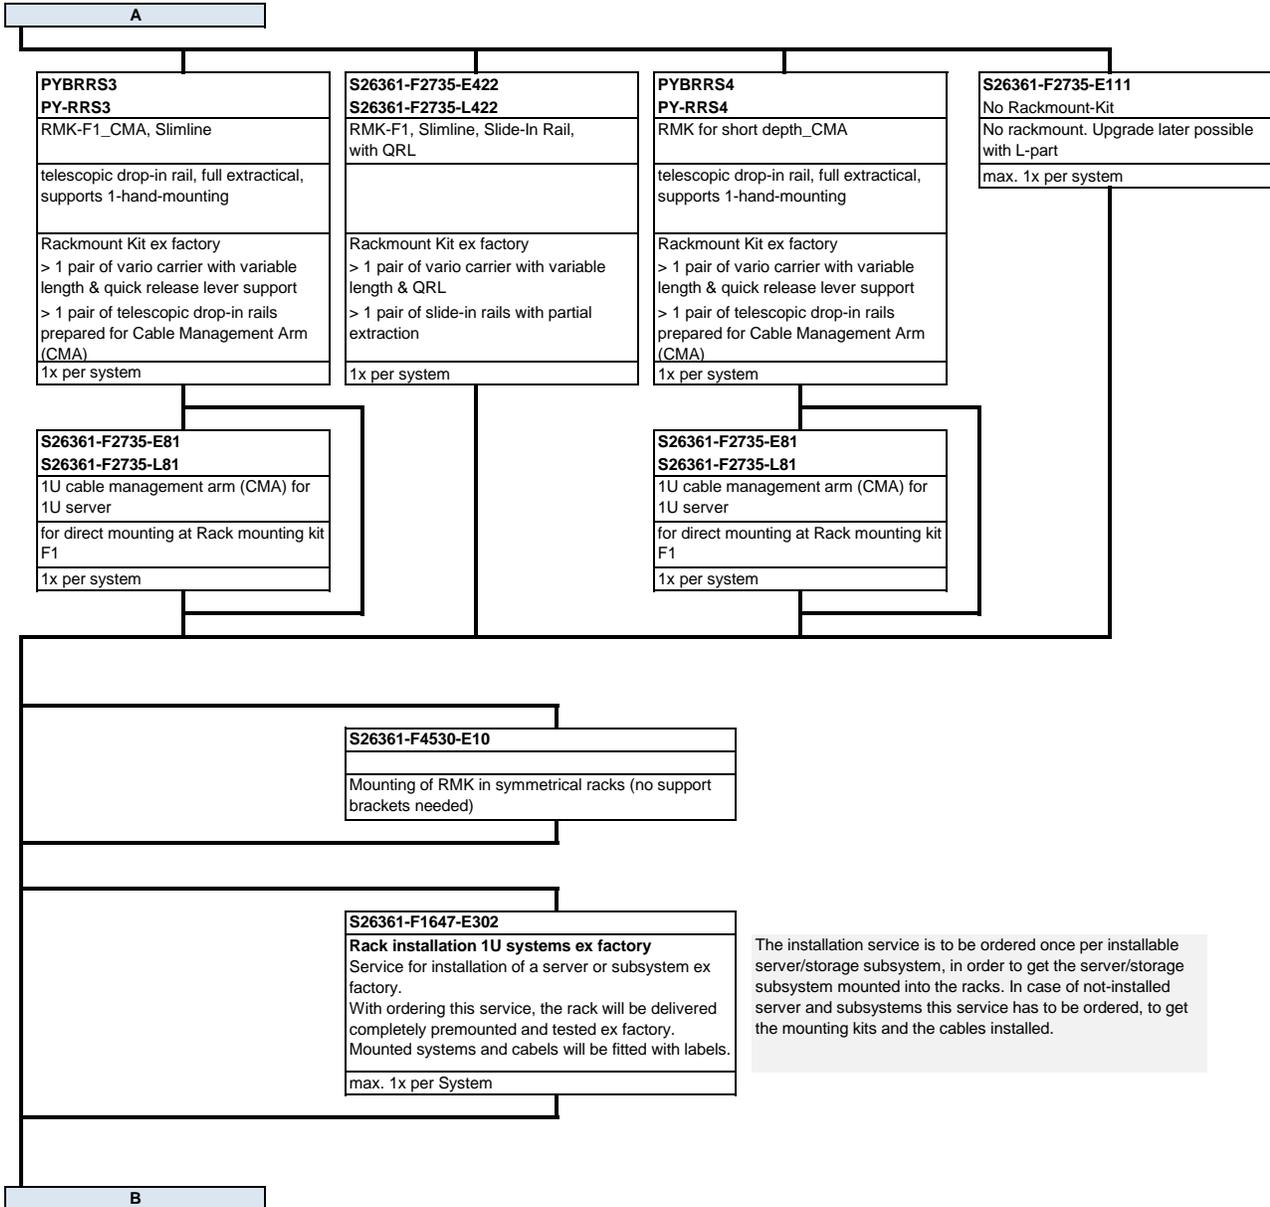 A
PYBRRS3
PY-RRS3
RMK-F1_CMA, Slimline
telescopic drop-in rail, full extractical,
supports 1-hand-mounting
Rackmount Kit ex factory
> 1 pair of vario carrier with variable
length & quick release lever support
> 1 pair of telescopic drop-in rails
prepared for Cable Management Arm
(CMA)
1x per system
S26361-F2735-E422
S26361-F2735-L422
RMK-F1, Slimline, Slide-In Rail,
with QRL
Rackmount Kit ex factory
> 1 pair of vario carrier with variable
length & QRL
> 1 pair of slide-in rails with partial
extraction
1x per system
PYBRRS4
PY-RRS4
RMK for short depth_CMA
telescopic drop-in rail, full extractical,
supports 1-hand-mounting
Rackmount Kit ex factory
> 1 pair of vario carrier with variable
length & quick release lever support
> 1 pair of telescopic drop-in rails
prepared for Cable Management Arm
(CMA)
1x per system
S26361-F2735-E111
No Rackmount-Kit
No rackmount. Upgrade later possible
with L-part
max. 1x per system
S26361-F2735-E81
S26361-F2735-L81
1U cable management arm (CMA) for
1U server
for direct mounting at Rack mounting kit
F1
1x per system
S26361-F2735-E81
S26361-F2735-L81
1U cable management arm (CMA) for
1U server
for direct mounting at Rack mounting kit
F1
1x per system
S26361-F4530-E10
Mounting of RMK in symmetrical racks (no support
brackets needed)
S26361-F1647-E302
Rack installation 1U systems ex factory
Service for installation of a server or subsystem ex
factory.
With ordering this service, the rack will be delivered
completely premounted and tested ex factory.
Mounted systems and cabels will be fitted with labels.
max. 1x per System
The installation service is to be ordered once per installable
server/storage subsystem, in order to get the server/storage
subsystem mounted into the racks. In case of not-installed
server and subsystems this service has to be ordered, to get
the mounting kits and the cables installed.
B